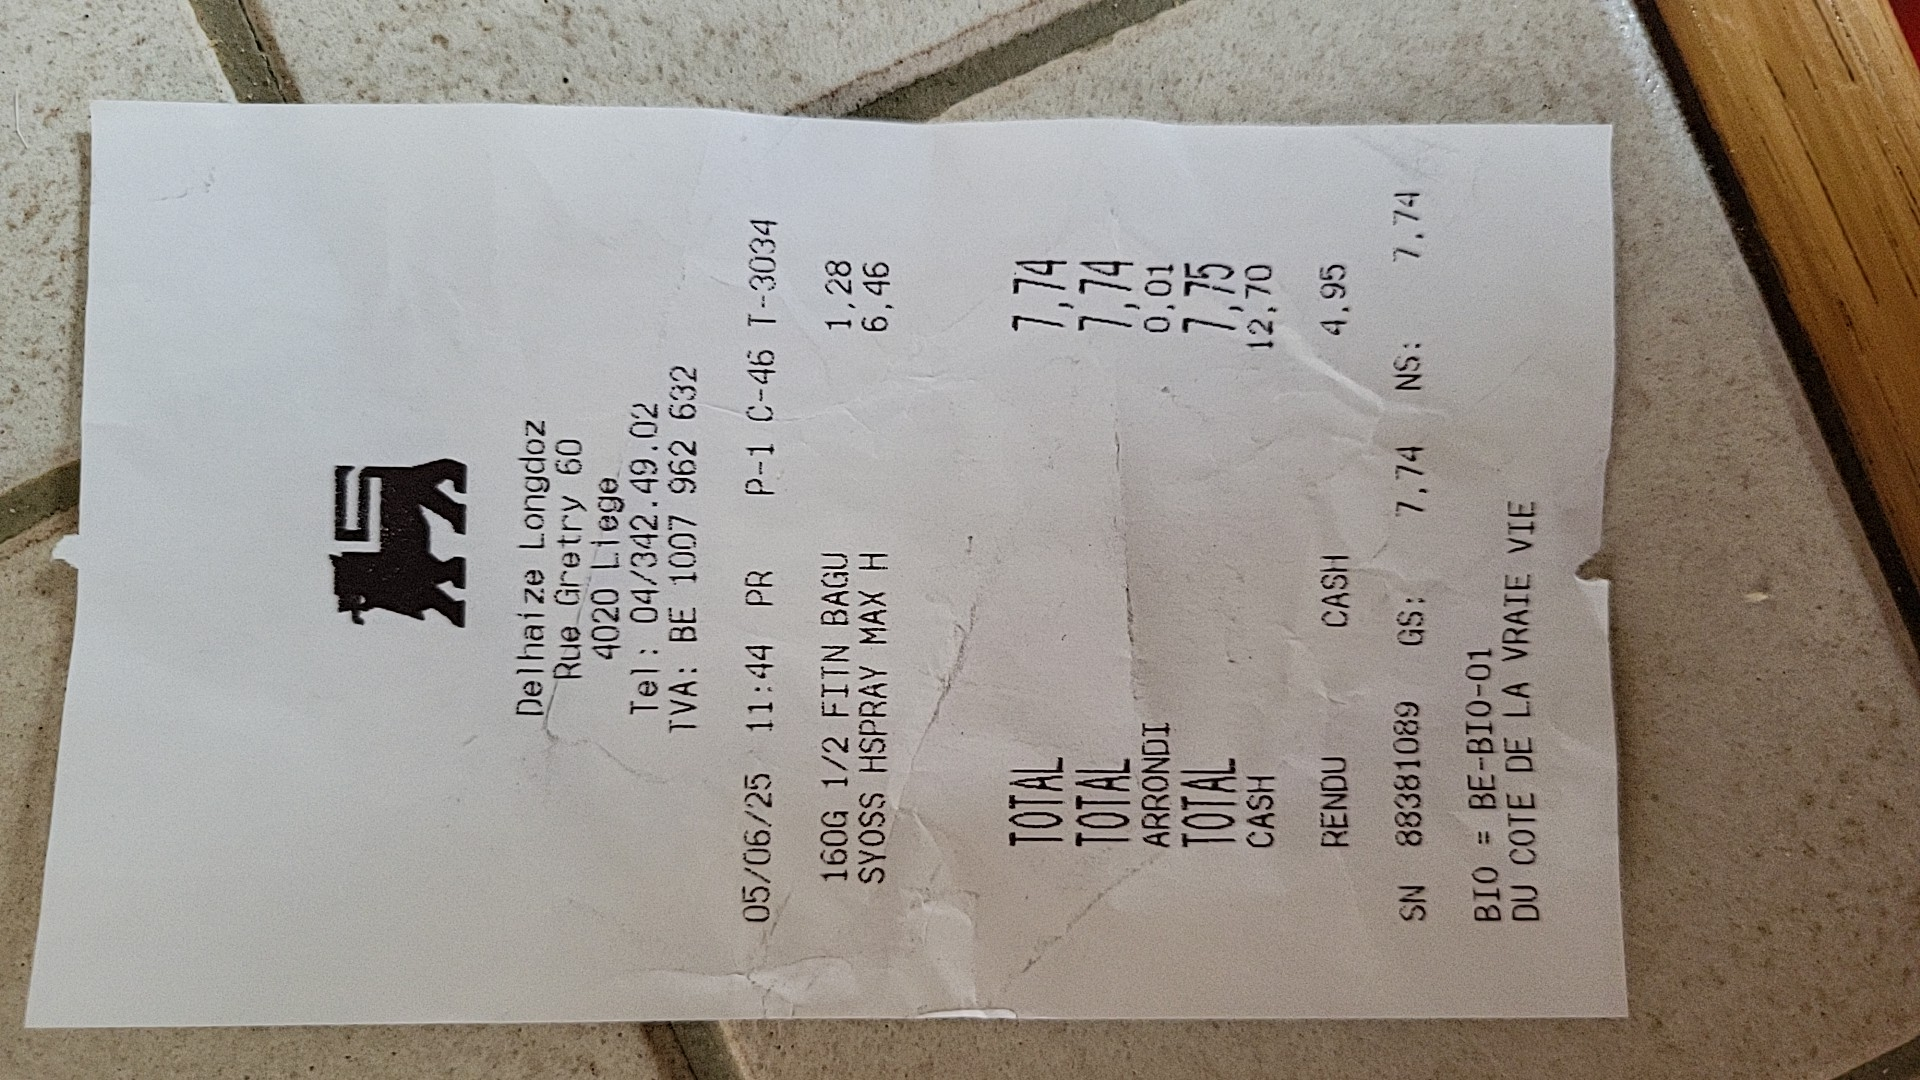 Delhaize Longdoz
Rue Gretry 60
4020 Liege
Tel: 04/342.49.02
TVA: BE 1007 962 632
05/06/25 11:44 PR P-1 C-46 T-3034
160G 1/2 FITN BAGU 1,28
SYOSS HSPRAY MAX H 6,46
TOTAL 7,74
TOTAL 7,74
ARRONDI 0,01
TOTAL 7,75
CASH 12,70
RENDU CASH 4,95
SN 88381089 GS: 7,74 NS: 7,74
BIO = BE-BIO-01
DU COTE DE LA VRAIE VIE